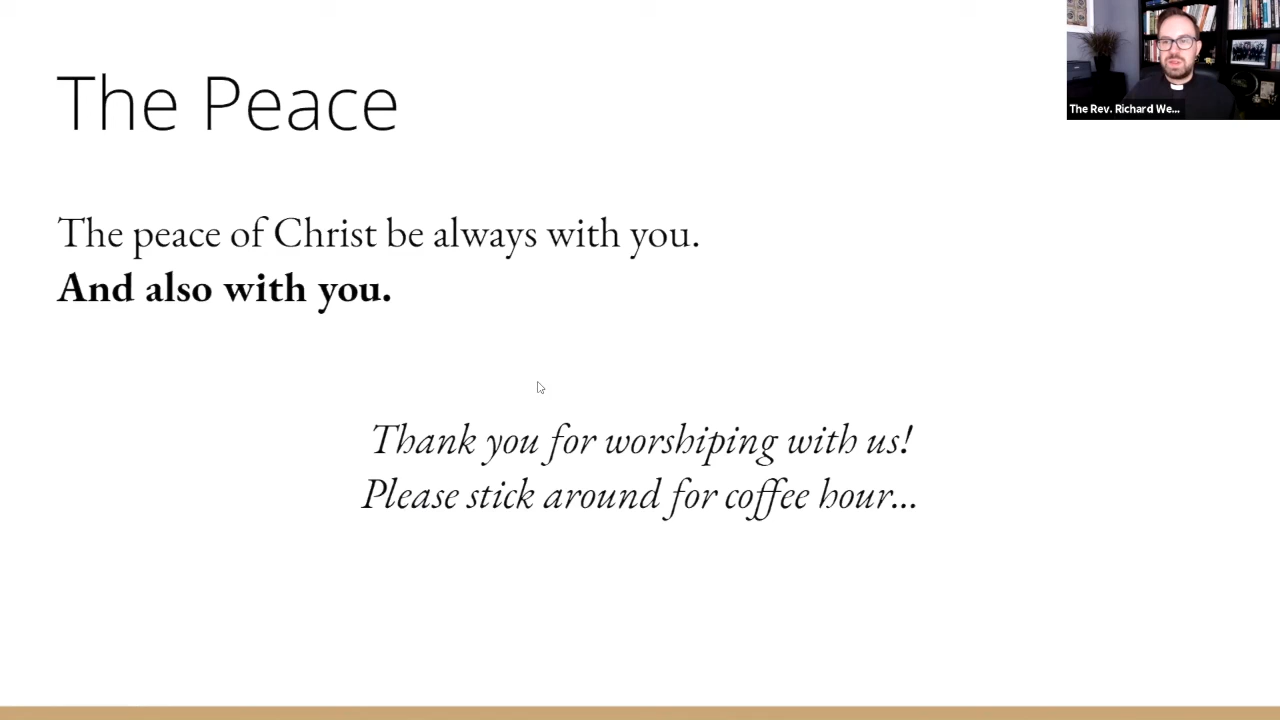 The Peace
The Rev. Richard We...
The peace of Christ be always with you.
And also with you.
Thank you for worshiping with us!
Please stick around for coffee hour...